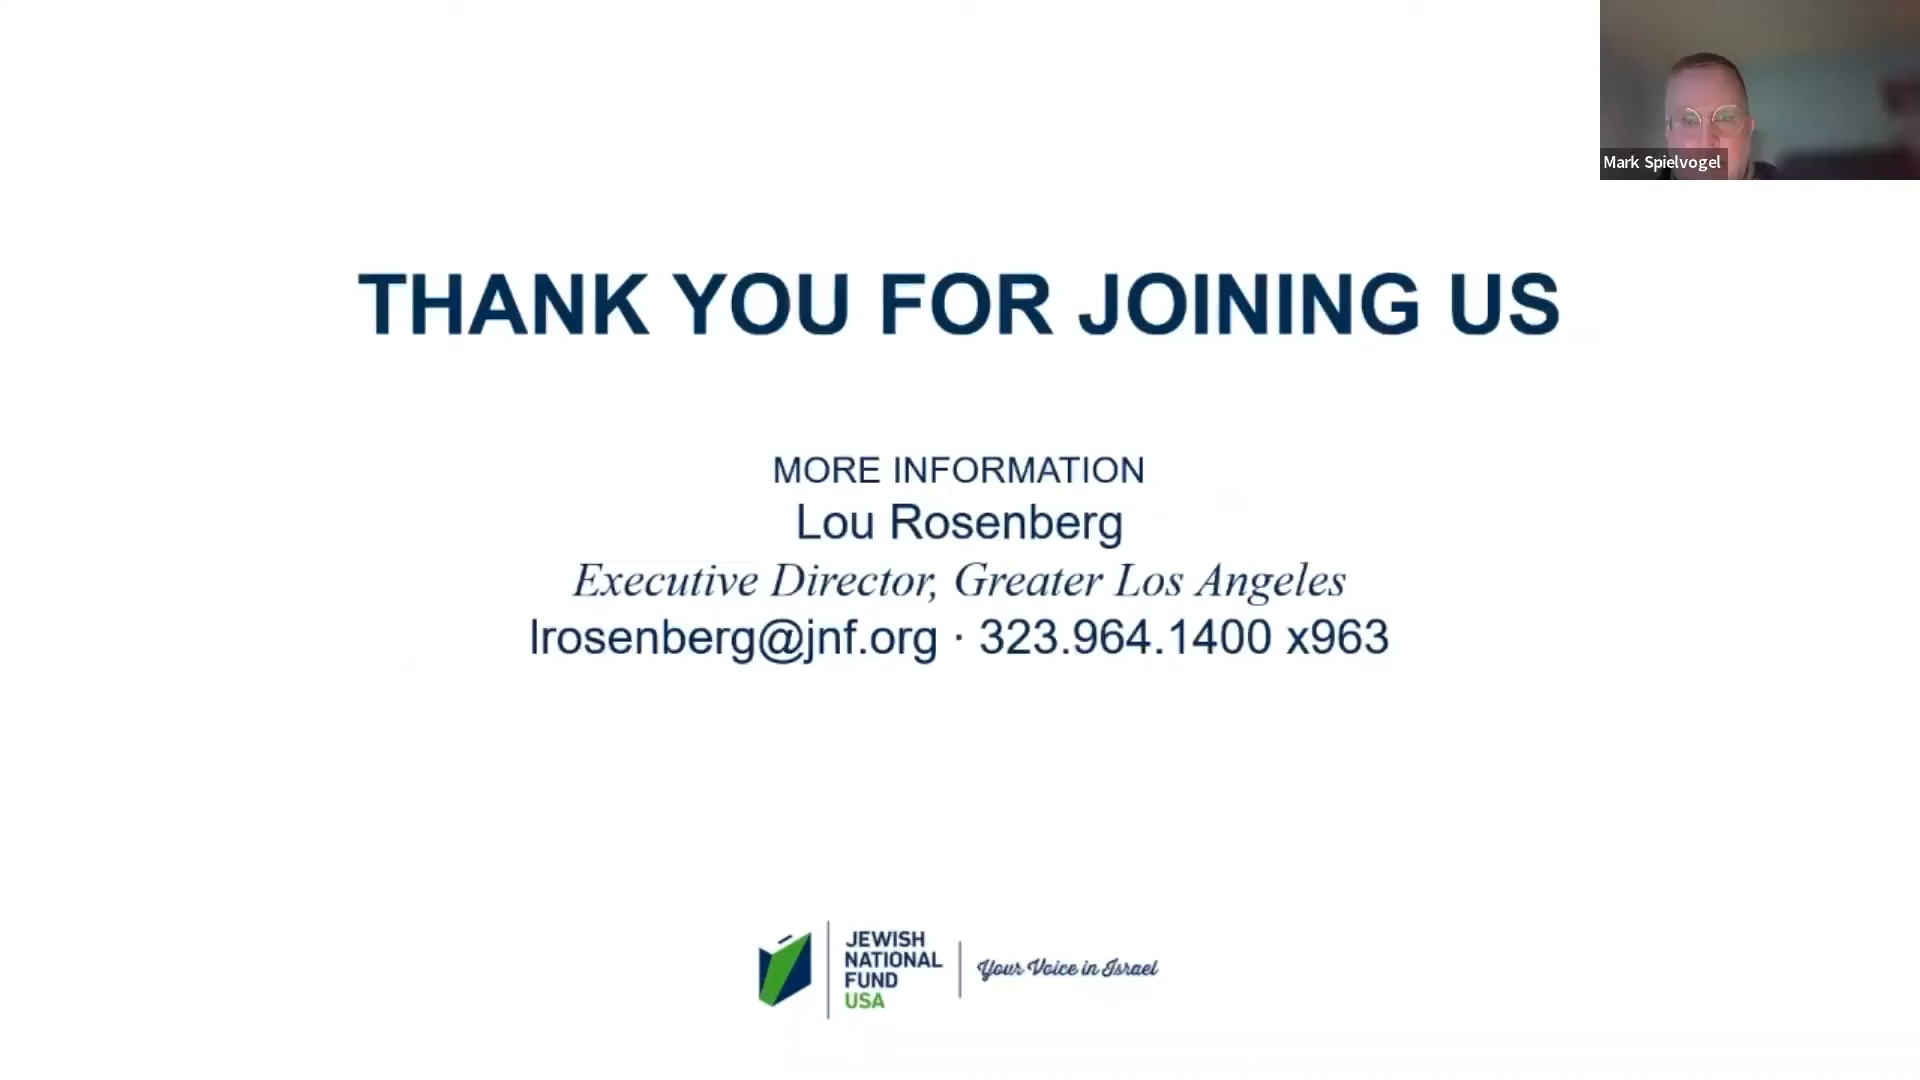 Mark Spielvogel
THANK YOU FOR JOINING US
MORE INFORMATION
Lou Rosenberg
Executive Director, Greater Los Angeles
lrosenberg@jnf.org · 323.964.1400 x963
JEWISH
NATIONAL
FUND
USA
Your Voice in Israel